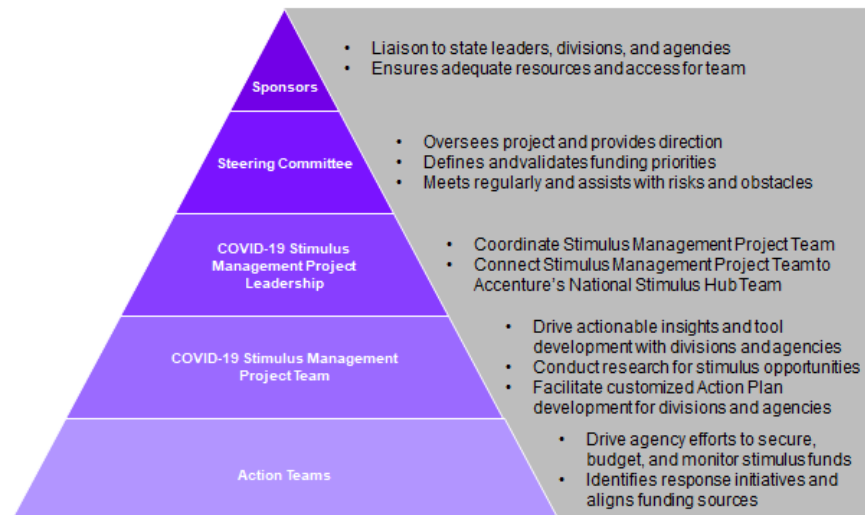 • Liaison to state leaders, divisions, and agencies
• Ensures adequate resources and access for team
Sponsors
• Oversees project and provides direction
• Defines andvalidates funding priorities
• Meets regularly and assists with risks and obstacles
Steering Committee
• Coordinate Stimulus Management Project Team
• Connect Stimulus Management Project Team to
Accenture's National Stimulus Hub Team
COVID-19 Stimulus
Management Project
Leadership
• Drive actionable insights and tool
development with divisions and agencies
• Conduct research for stimulus opportunities
• Facilitate customized Action Plan
development for divisions and agencies
COVID-19 Stimulus Management
Project Team
• Drive agency efforts to secure,
budget, and monitor stimulus funds
• Identifies response initiatives and
aligns funding sources
Action Teams